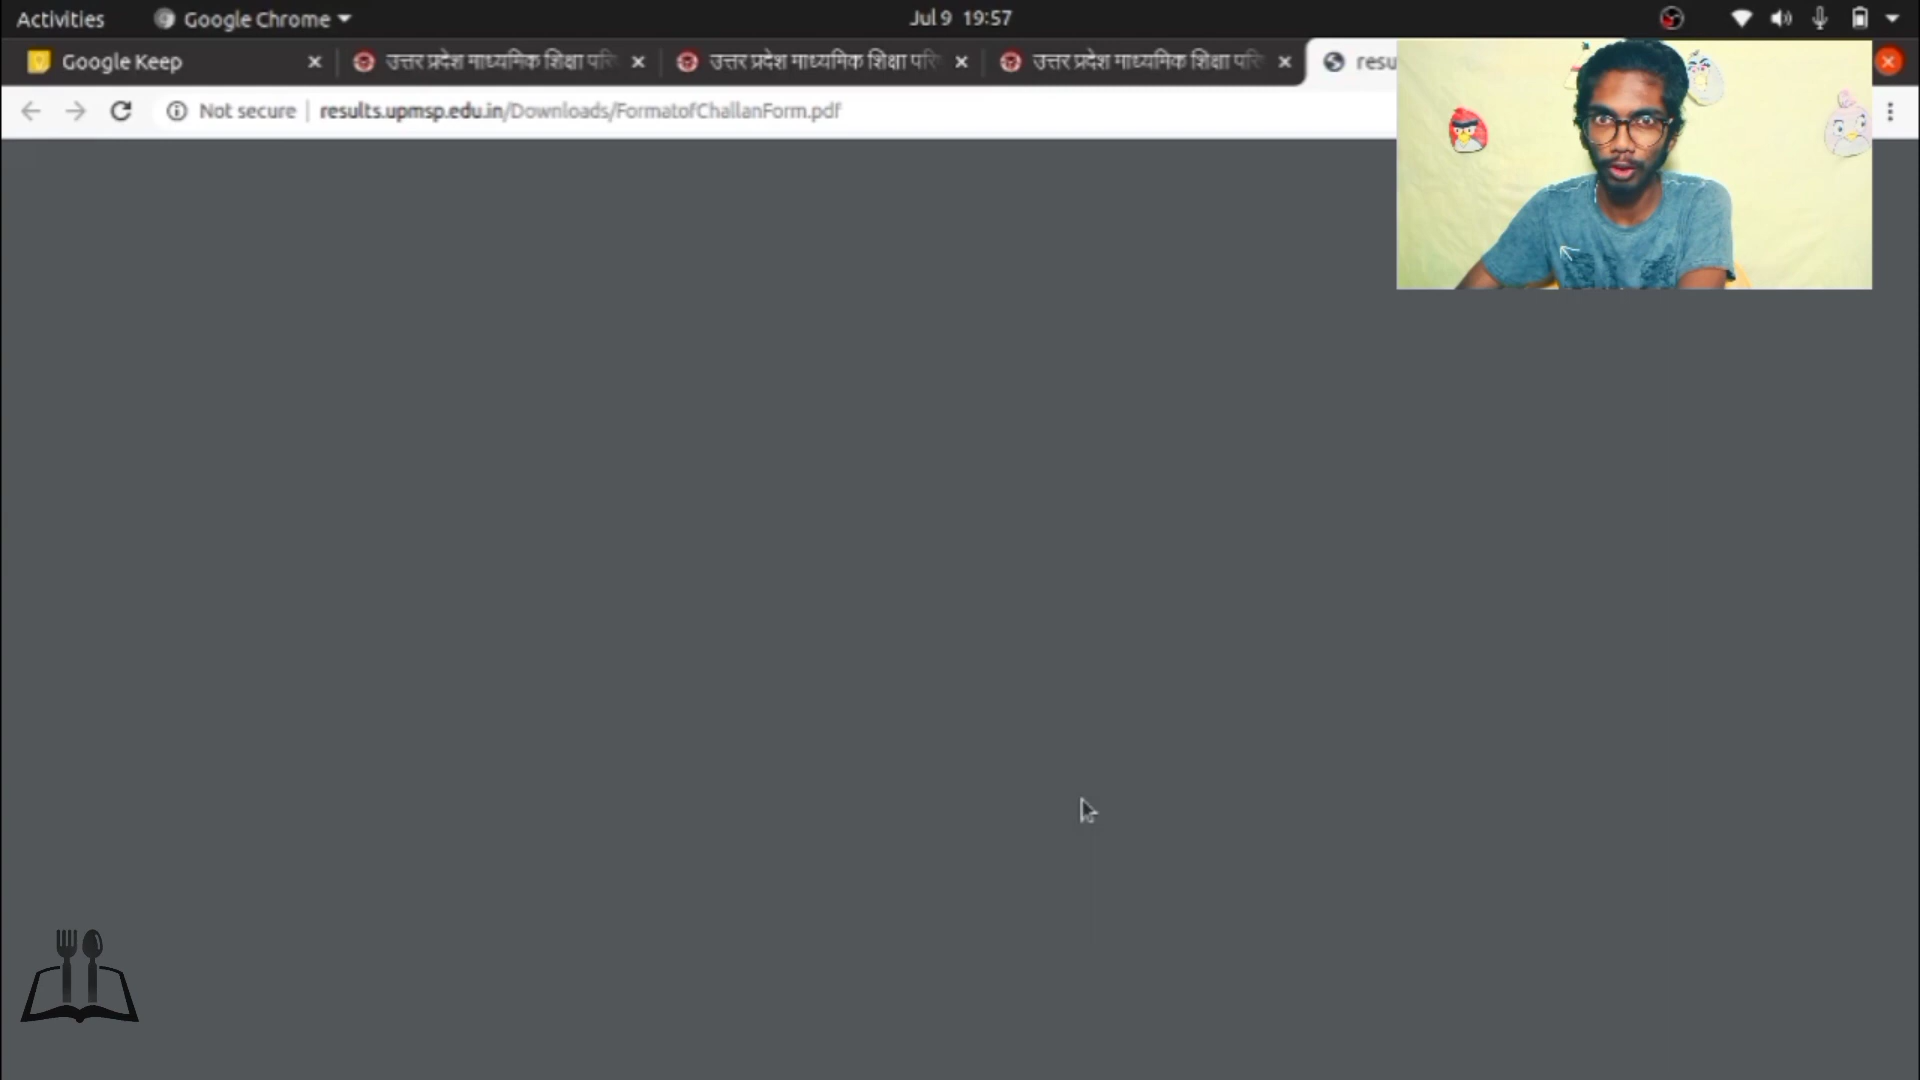 Activities
Google Chrome
Jul 9 19:57
Google Keep
उत्तर प्रदेश माध्यमिक शिक्षा परि
उत्तर प्रदेश माध्यमिक शिक्षा परि
उत्तर प्रदेश माध्यमिक शिक्षा परि
resu
Not secure
results.upmsp.edu.in/Downloads/FormatofChallanForm.pdf